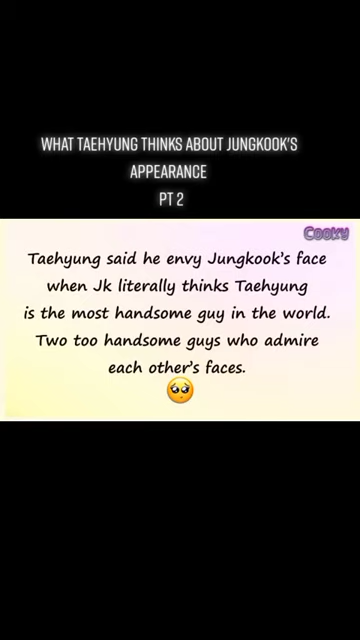 WHAT TAEHYUNG THINKS ABOUT JUNGKOOK'S
APPEARANCE
PT 2
Cooky
Taehyung said he envy Jungkook's face
when Jk literally thinks Taehyung
is the most handsome guy in the world.
Two too handsome guys who admire
each other's faces.
🥺